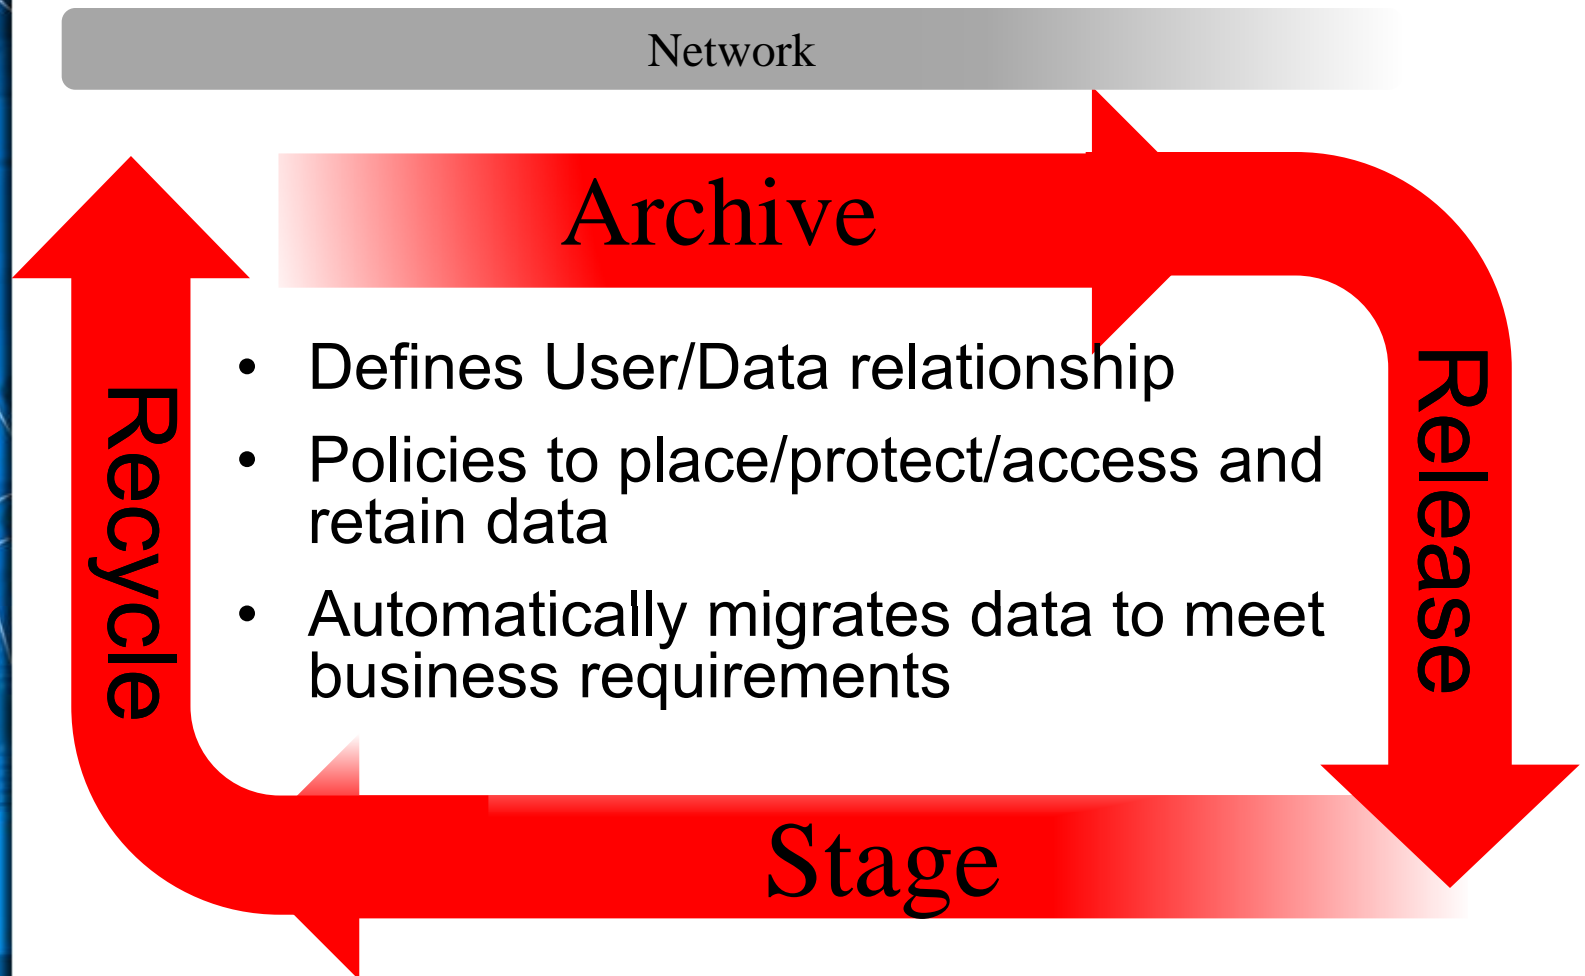 Network
Archive
• Defines User/Data relationship
• Policies to place/protect/access and
retain data
• Automatically migrates data to meet
business requirements
Release
Stage
Recycle